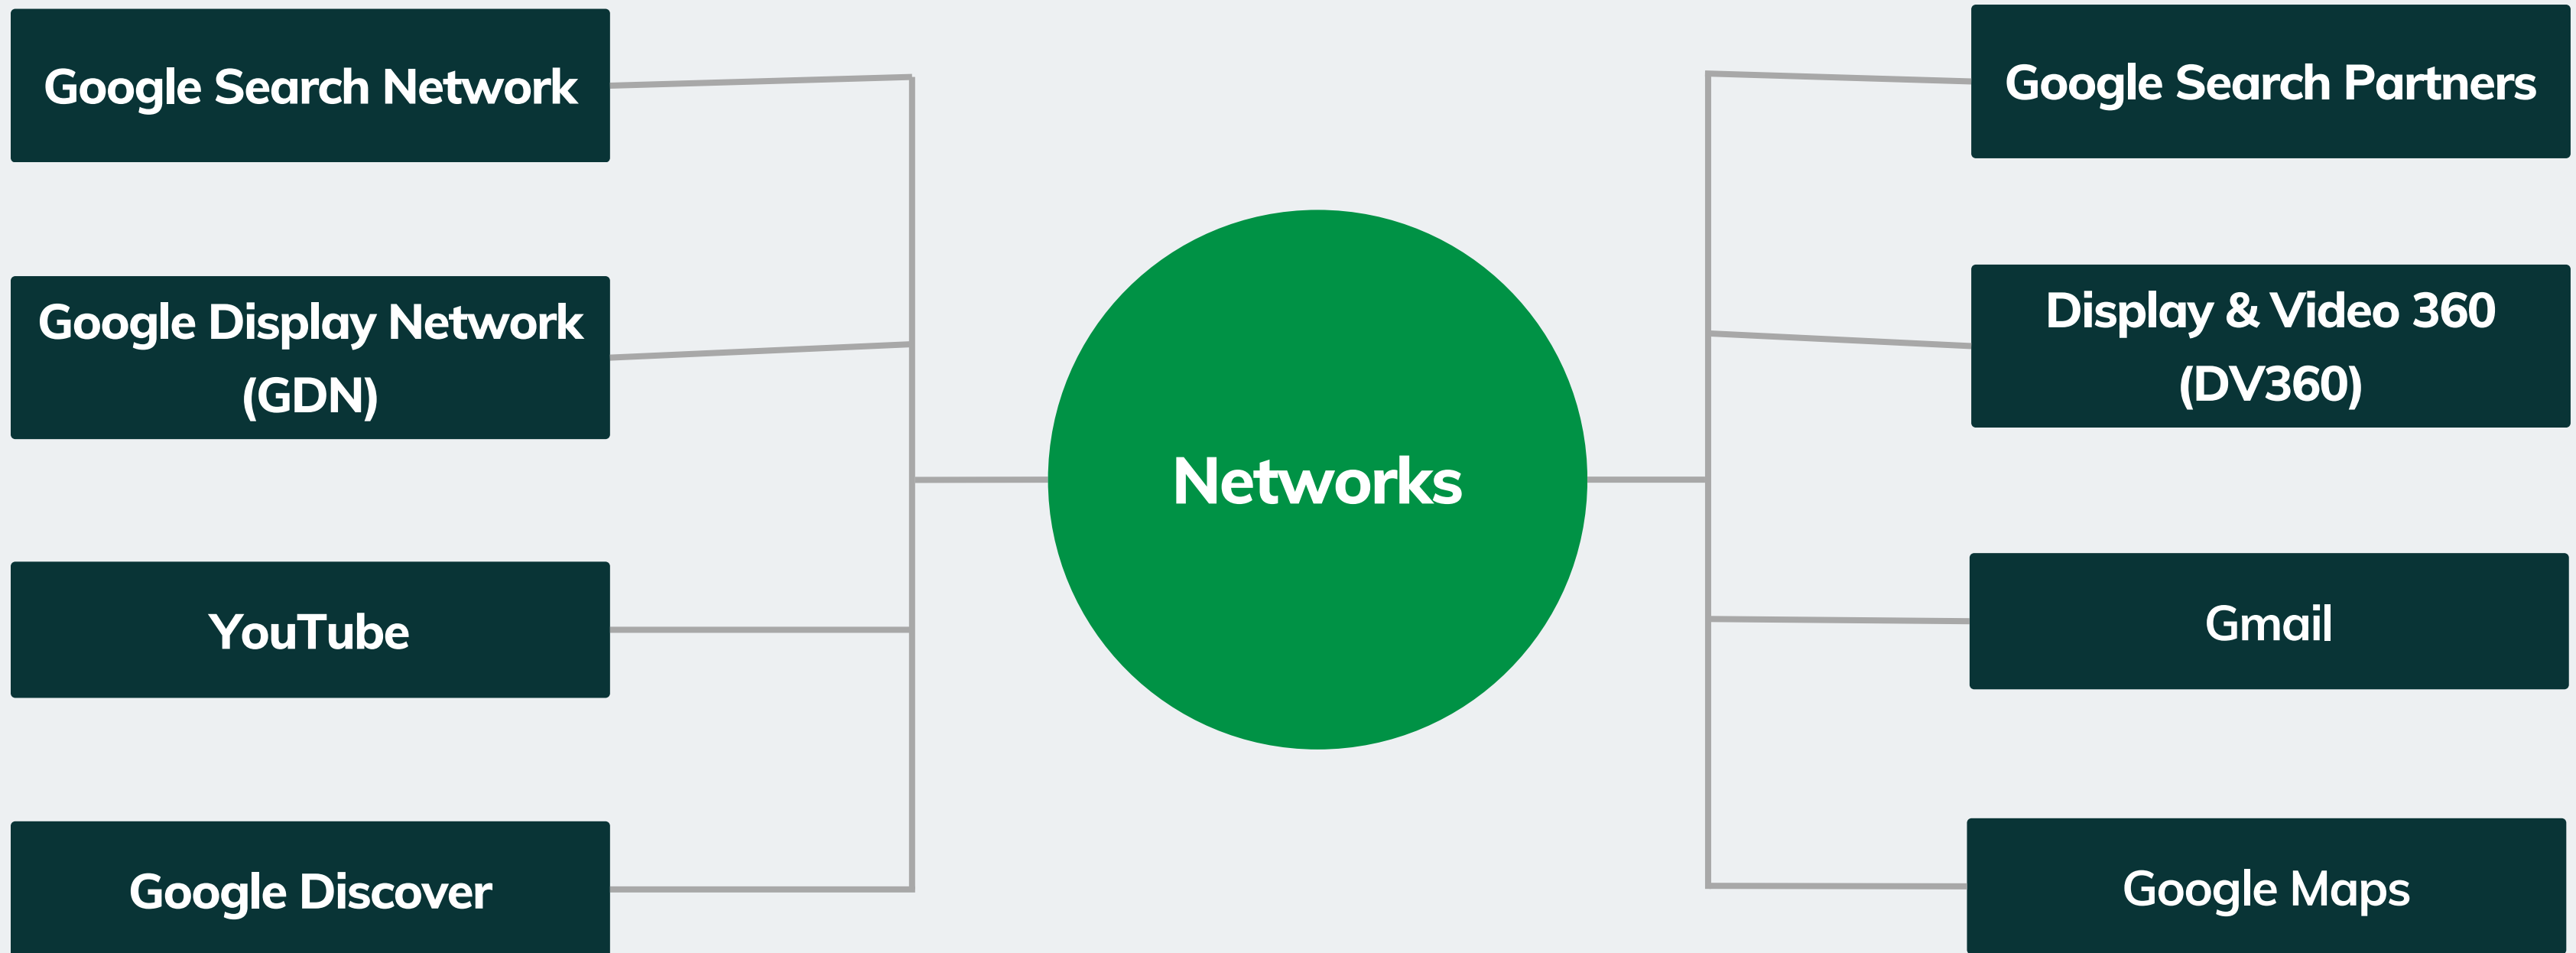 Google Search Network
Google Display Network
(GDN)
YouTube
Google Discover
Networks
Google Search Partners
Display & Video 360
(DV360)
Gmail
Google Maps